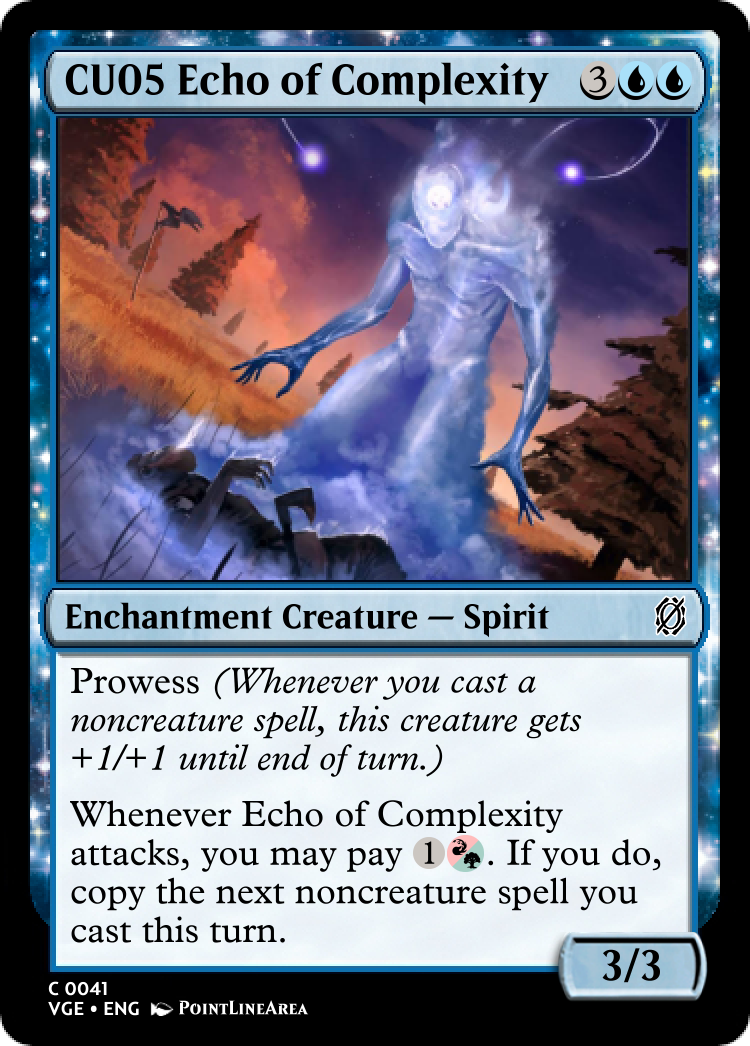 CU05 Echo of Complexity 3
Enchantment Creature — Spirit
Prowess (Whenever you cast a
noncreature spell, this creature gets
+1/+1 until end of turn.)
Whenever Echo of Complexity
attacks, you may pay 1 . If you do,
copy the next noncreature spell you
cast this turn.
3/3
C 0041
VGE • ENG PointLineArea